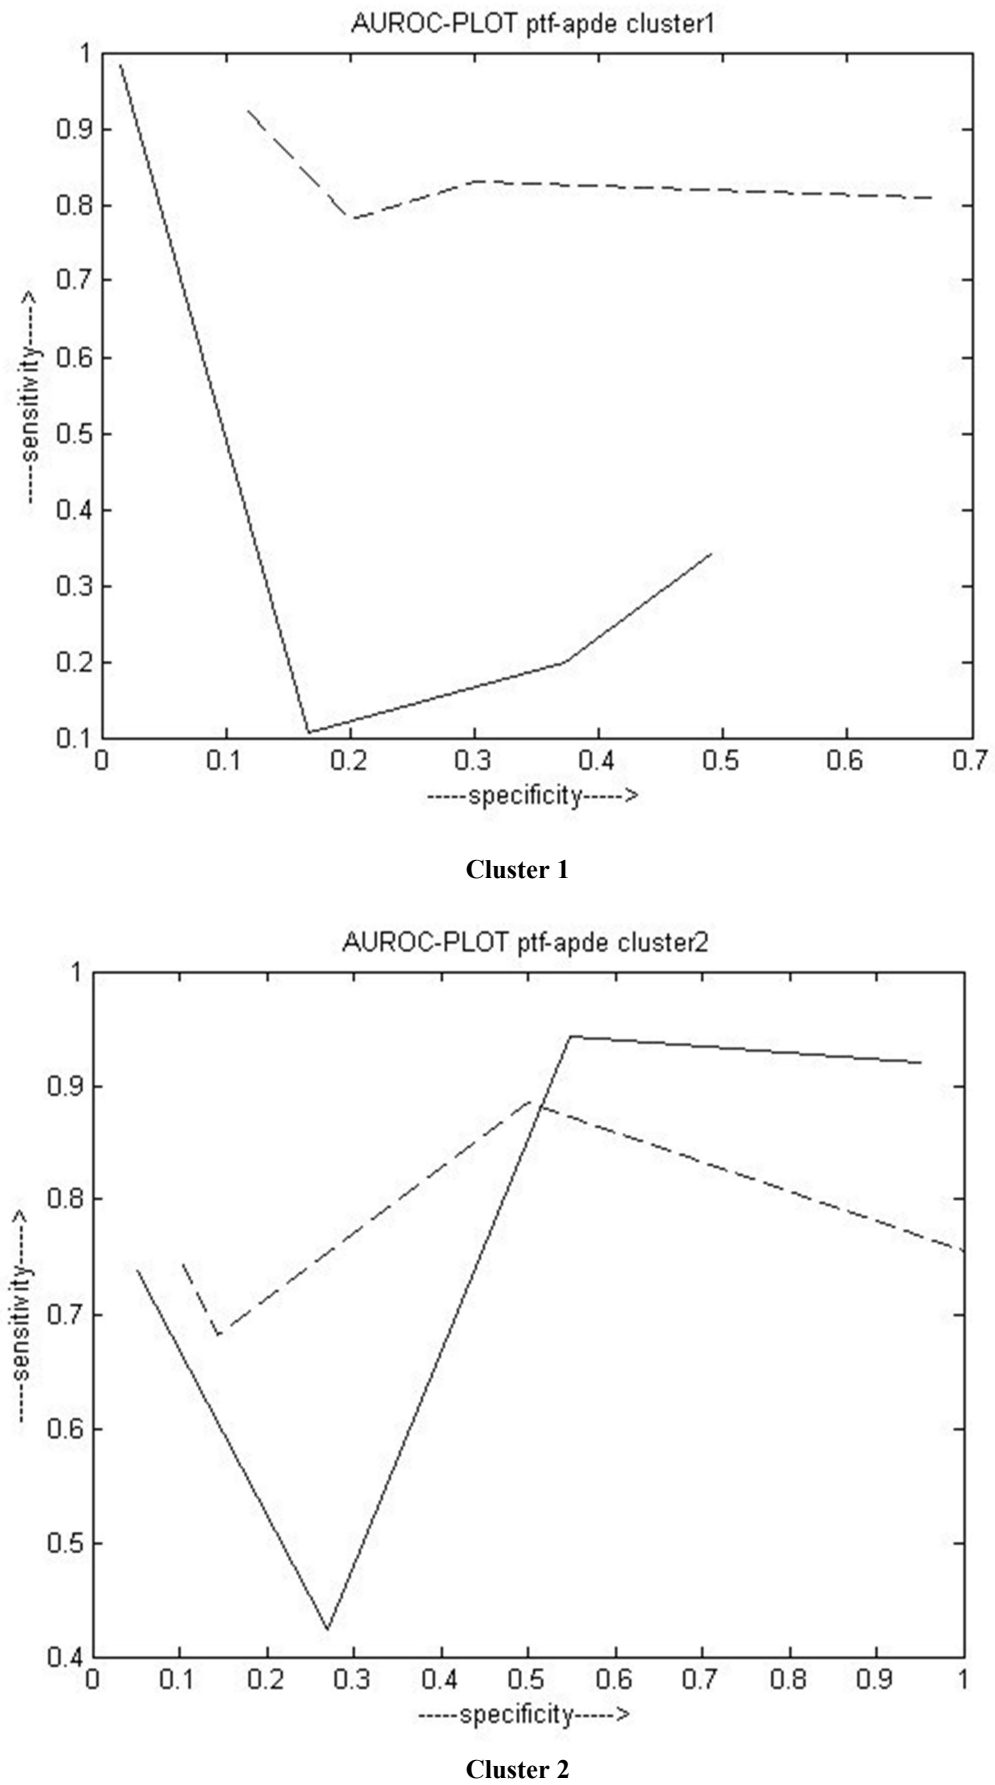 AUROC-PLOT ptf-apde cluster1
1
0.9
0.8
0.7
0.6
0.5
0.4
0.3
0.2
0.1
-----sensitivity----->
0 0.1 0.2 0.3 0.4 0.5 0.6 0.7
-----specificity----->
Cluster 1
AUROC-PLOT ptf-apde cluster2
1
0.9
0.8
0.7
0.6
0.5
0.4
-----sensitivity----->
0 0.1 0.2 0.3 0.4 0.5 0.6 0.7 0.8 0.9 1
-----specificity----->
Cluster 2